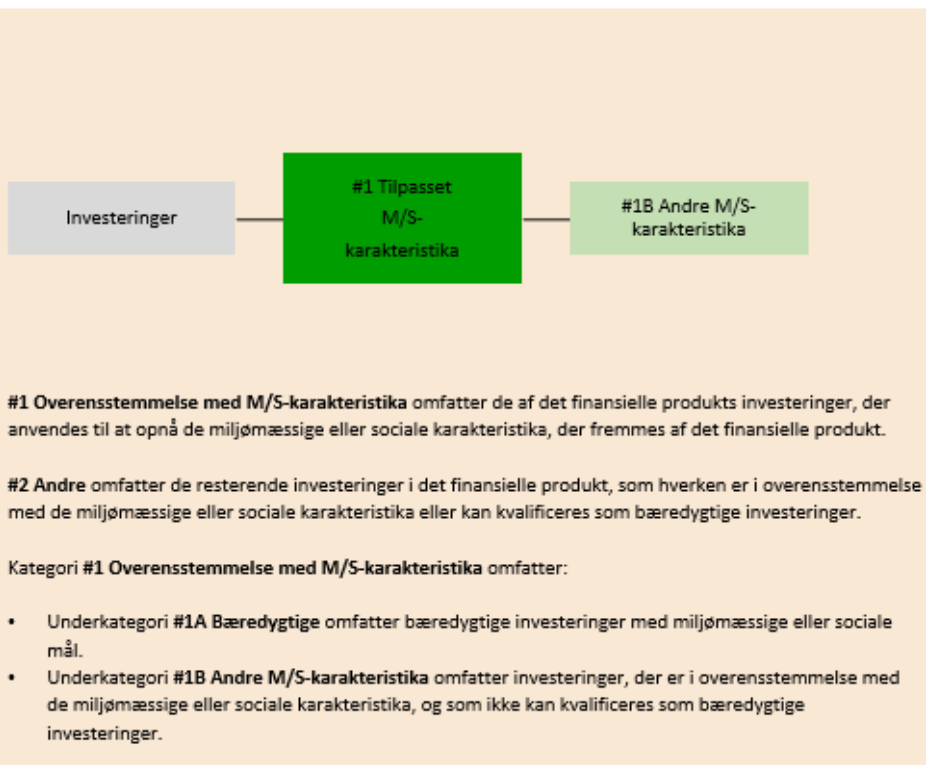 Investeringer
#1 Tilpasset
M/S-
karakteristika
#1B Andre M/S-
karakteristika
#1 Overensstemmelse med M/S-karakteristika omfatter de af det finansielle produkts investeringer, der
anvendes til at opnå de miljømæssige eller sociale karakteristika, der fremmes af det finansielle produkt.
#2 Andre omfatter de resterende investeringer i det finansielle produkt, som hverken er i overensstemmelse
med de miljømæssige eller sociale karakteristika eller kan kvalificeres som bæredygtige investeringer.
Kategori #1 Overensstemmelse med M/S-karakteristika omfatter:
• Underkategori #1A Bæredygtige omfatter bæredygtige investeringer med miljømæssige eller sociale
mål.
• Underkategori #1B Andre M/S-karakteristika omfatter investeringer, der er i overensstemmelse med
de miljømæssige eller sociale karakteristika, og som ikke kan kvalificeres som bæredygtige
investeringer.